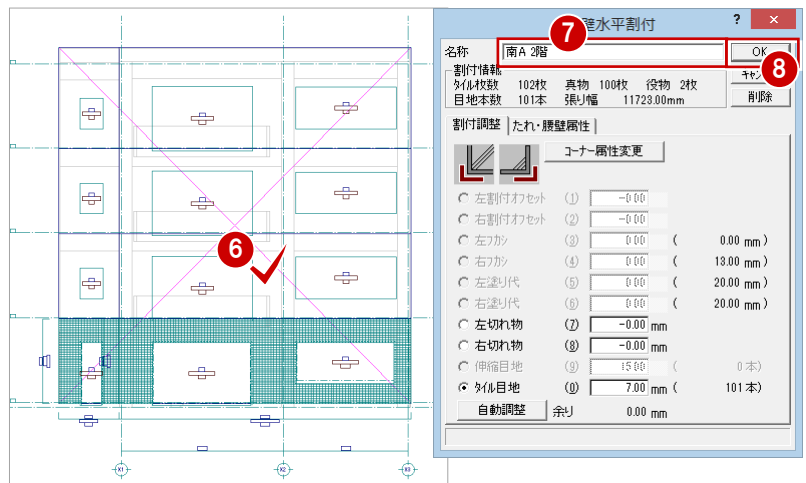 壁水平割付 ? ×
7
名称 南A 2階 OK
8
割付情報
タイル枚数 102枚 真物 100枚 役物 2枚
目地本数 101本 張り幅 11723.00mm
削除
割付調整 たれ・腰壁属性
コーナー属性変更
左割付オフセット (1) -0.00
右割付オフセット (2) -0.00
左フカシ (3) 0.00 ( 0.00 mm )
右フカシ (4) 0.00 ( 13.00 mm )
左塗り代 (5) 0.00 ( 20.00 mm )
右塗り代 (6) 0.00 ( 20.00 mm )
左切れ物 (7) -0.00 mm
右切れ物 (8) -0.00 mm
伸縮目地 (9) 15.00 ( 0 本)
タイル目地 (0) 7.00 mm ( 101 本)
自動調整 余り 0.00 mm
6
X1 X2 X3